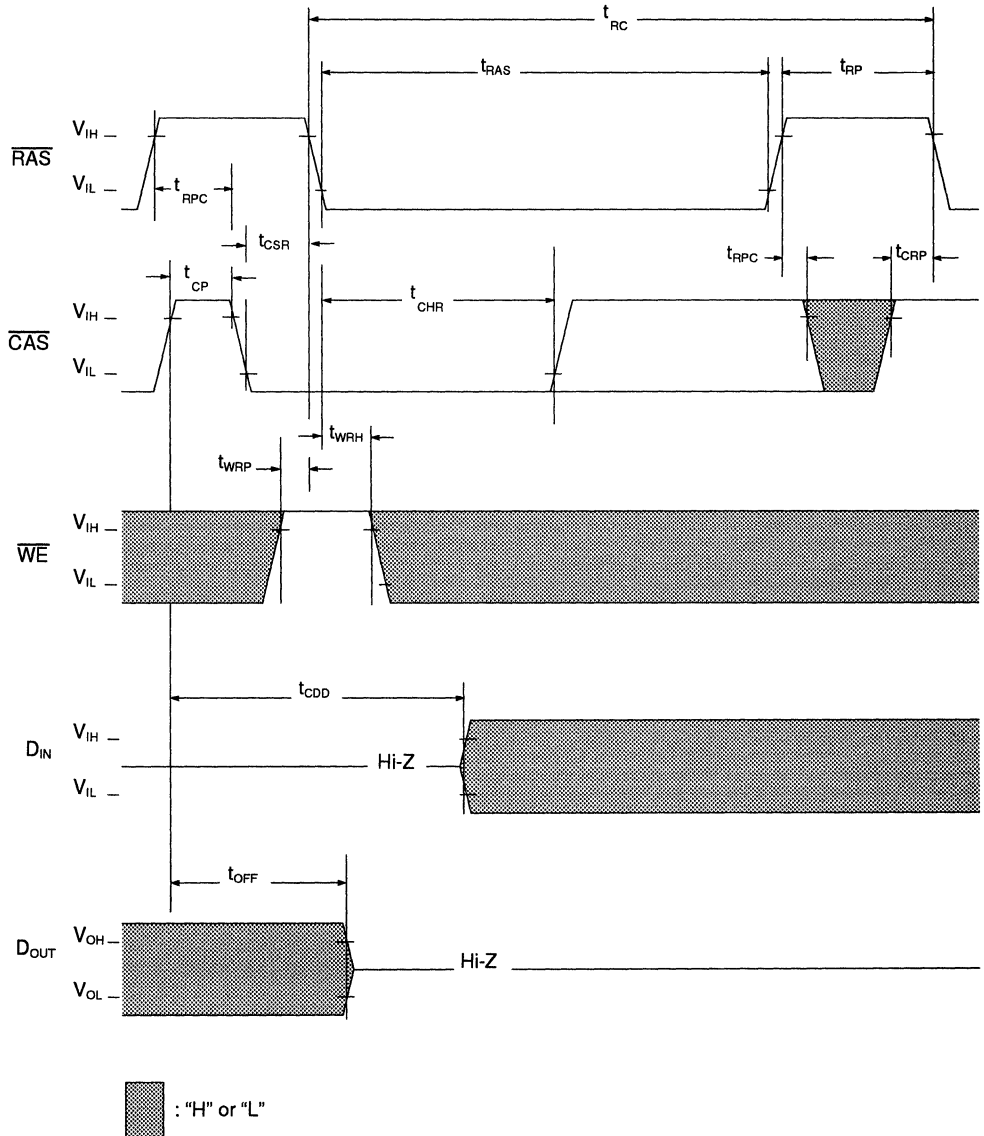 tRC
tRAS
tRP
RAS
VIH
VIL
tRPC
tCSR
tRPC
tCRP
tCP
tCHR
CAS
VIH
VIL
tWRH
tWRP
WE
VIH
VIL
tCDD
DIN
VIH
Hi-Z
VIL
tOFF
DOUT
VOH
Hi-Z
VOL
: "H" or "L"